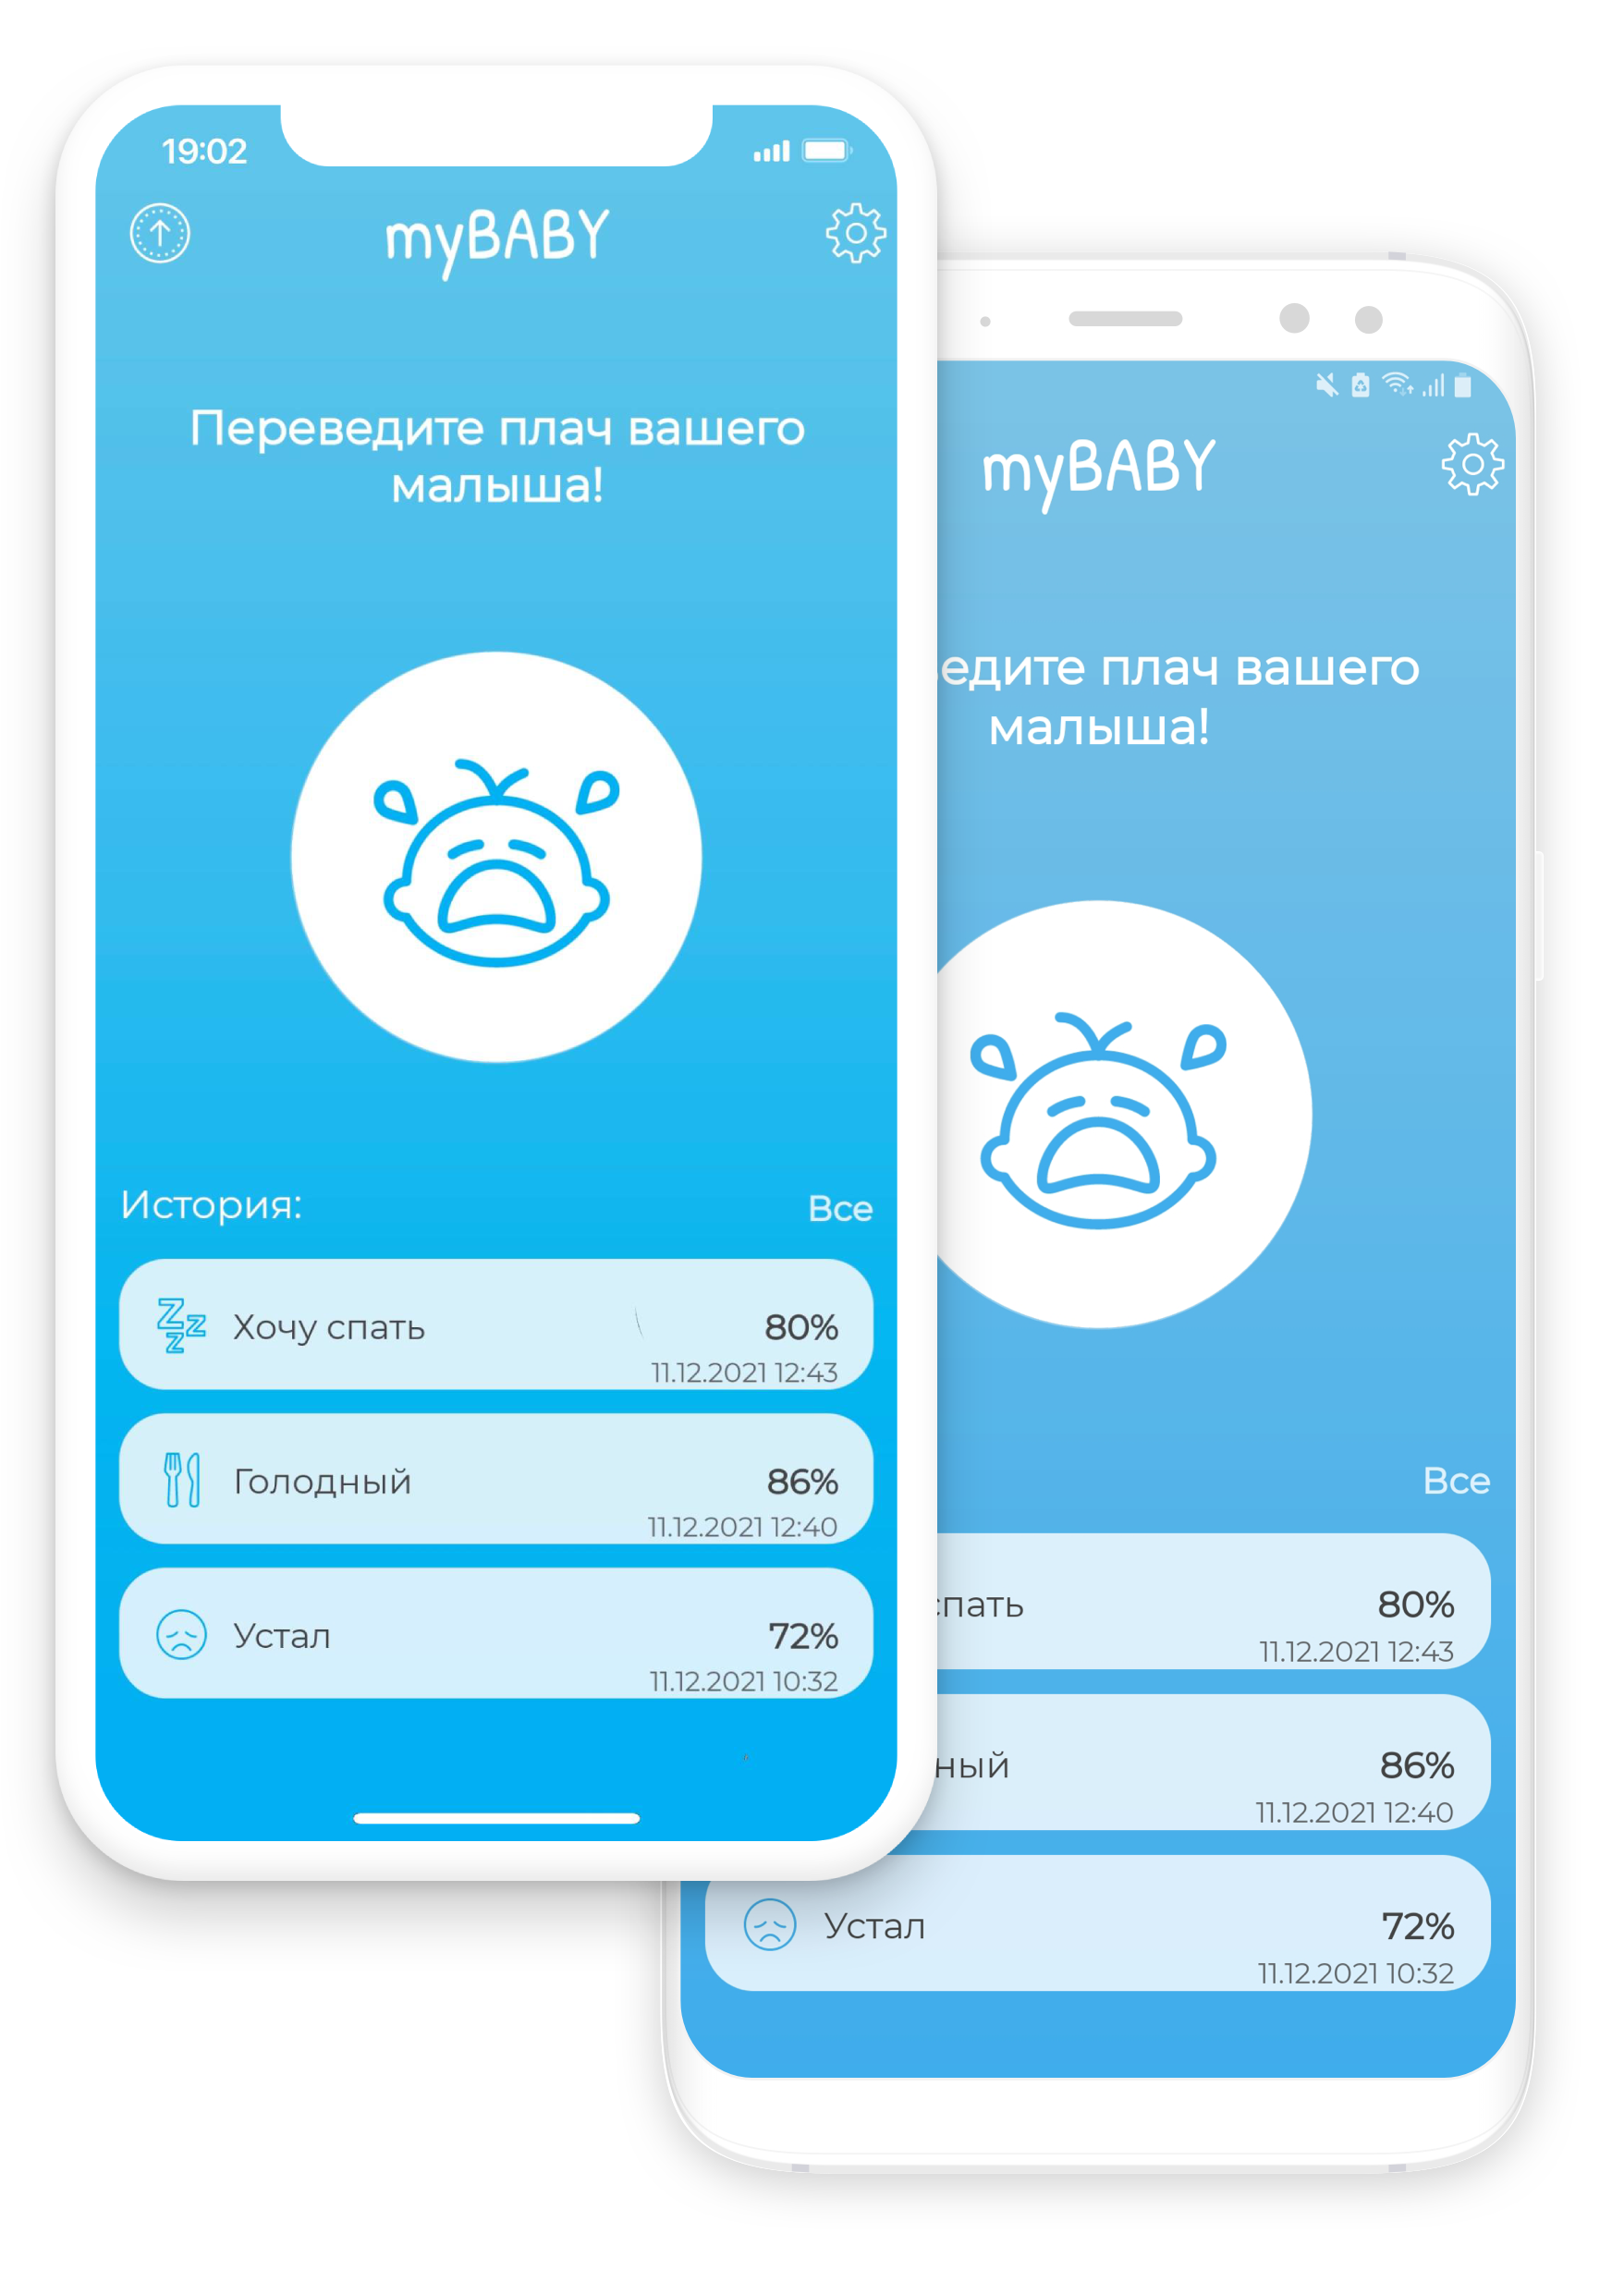 19:02
myBABY
Переведите плач вашего
малыша!
История:
Все
Хочу спать
80%
11.12.2021 12:43
Голодный
86%
11.12.2021 12:40
Устал
72%
11.12.2021 10:32
myBABY
едите плач вашего
малыша!
Все
спать
80%
11.12.2021 12:43
ный
86%
11.12.2021 12:40
Устал
72%
11.12.2021 10:32